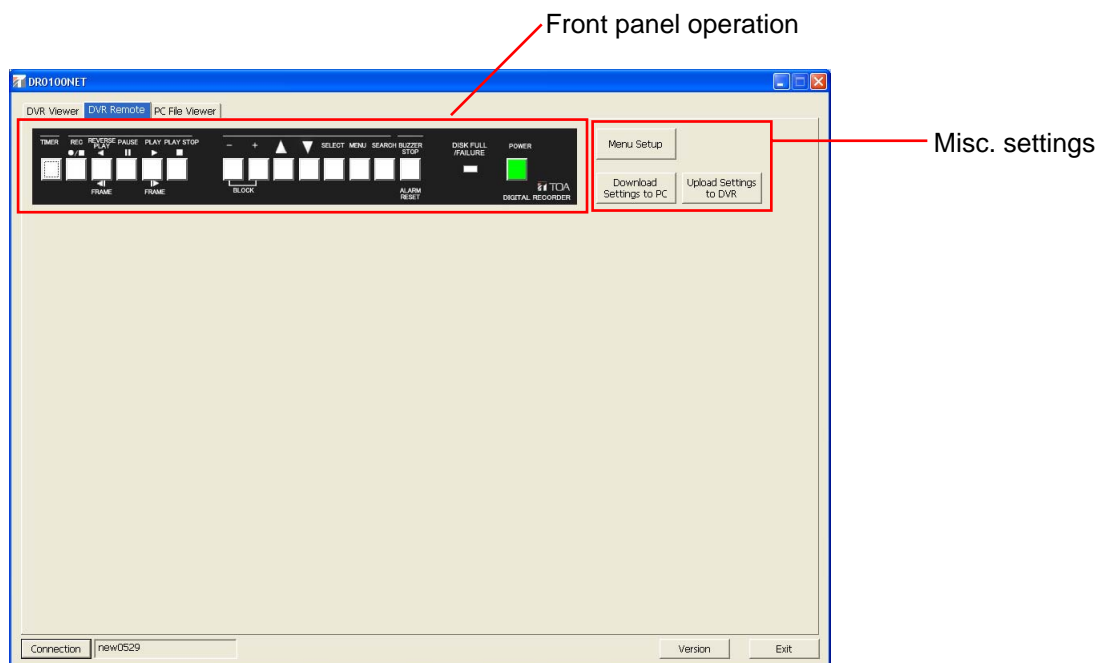 Front panel operation
DR0100NET
DVR Viewer DVR Remote PC File Viewer
TIMER REC REVERSE PLAY PAUSE PLAY PLAY STOP - + SELECT MENU SEARCH BUZZER STOP DISK FULL /FAILURE POWER
FRAME FRAME BLOCK ALARM RESET
TOA
DIGITAL RECORDER
Menu Setup
Misc. settings
Download Settings to PC
Upload Settings to DVR
Connection new0529 Version Exit